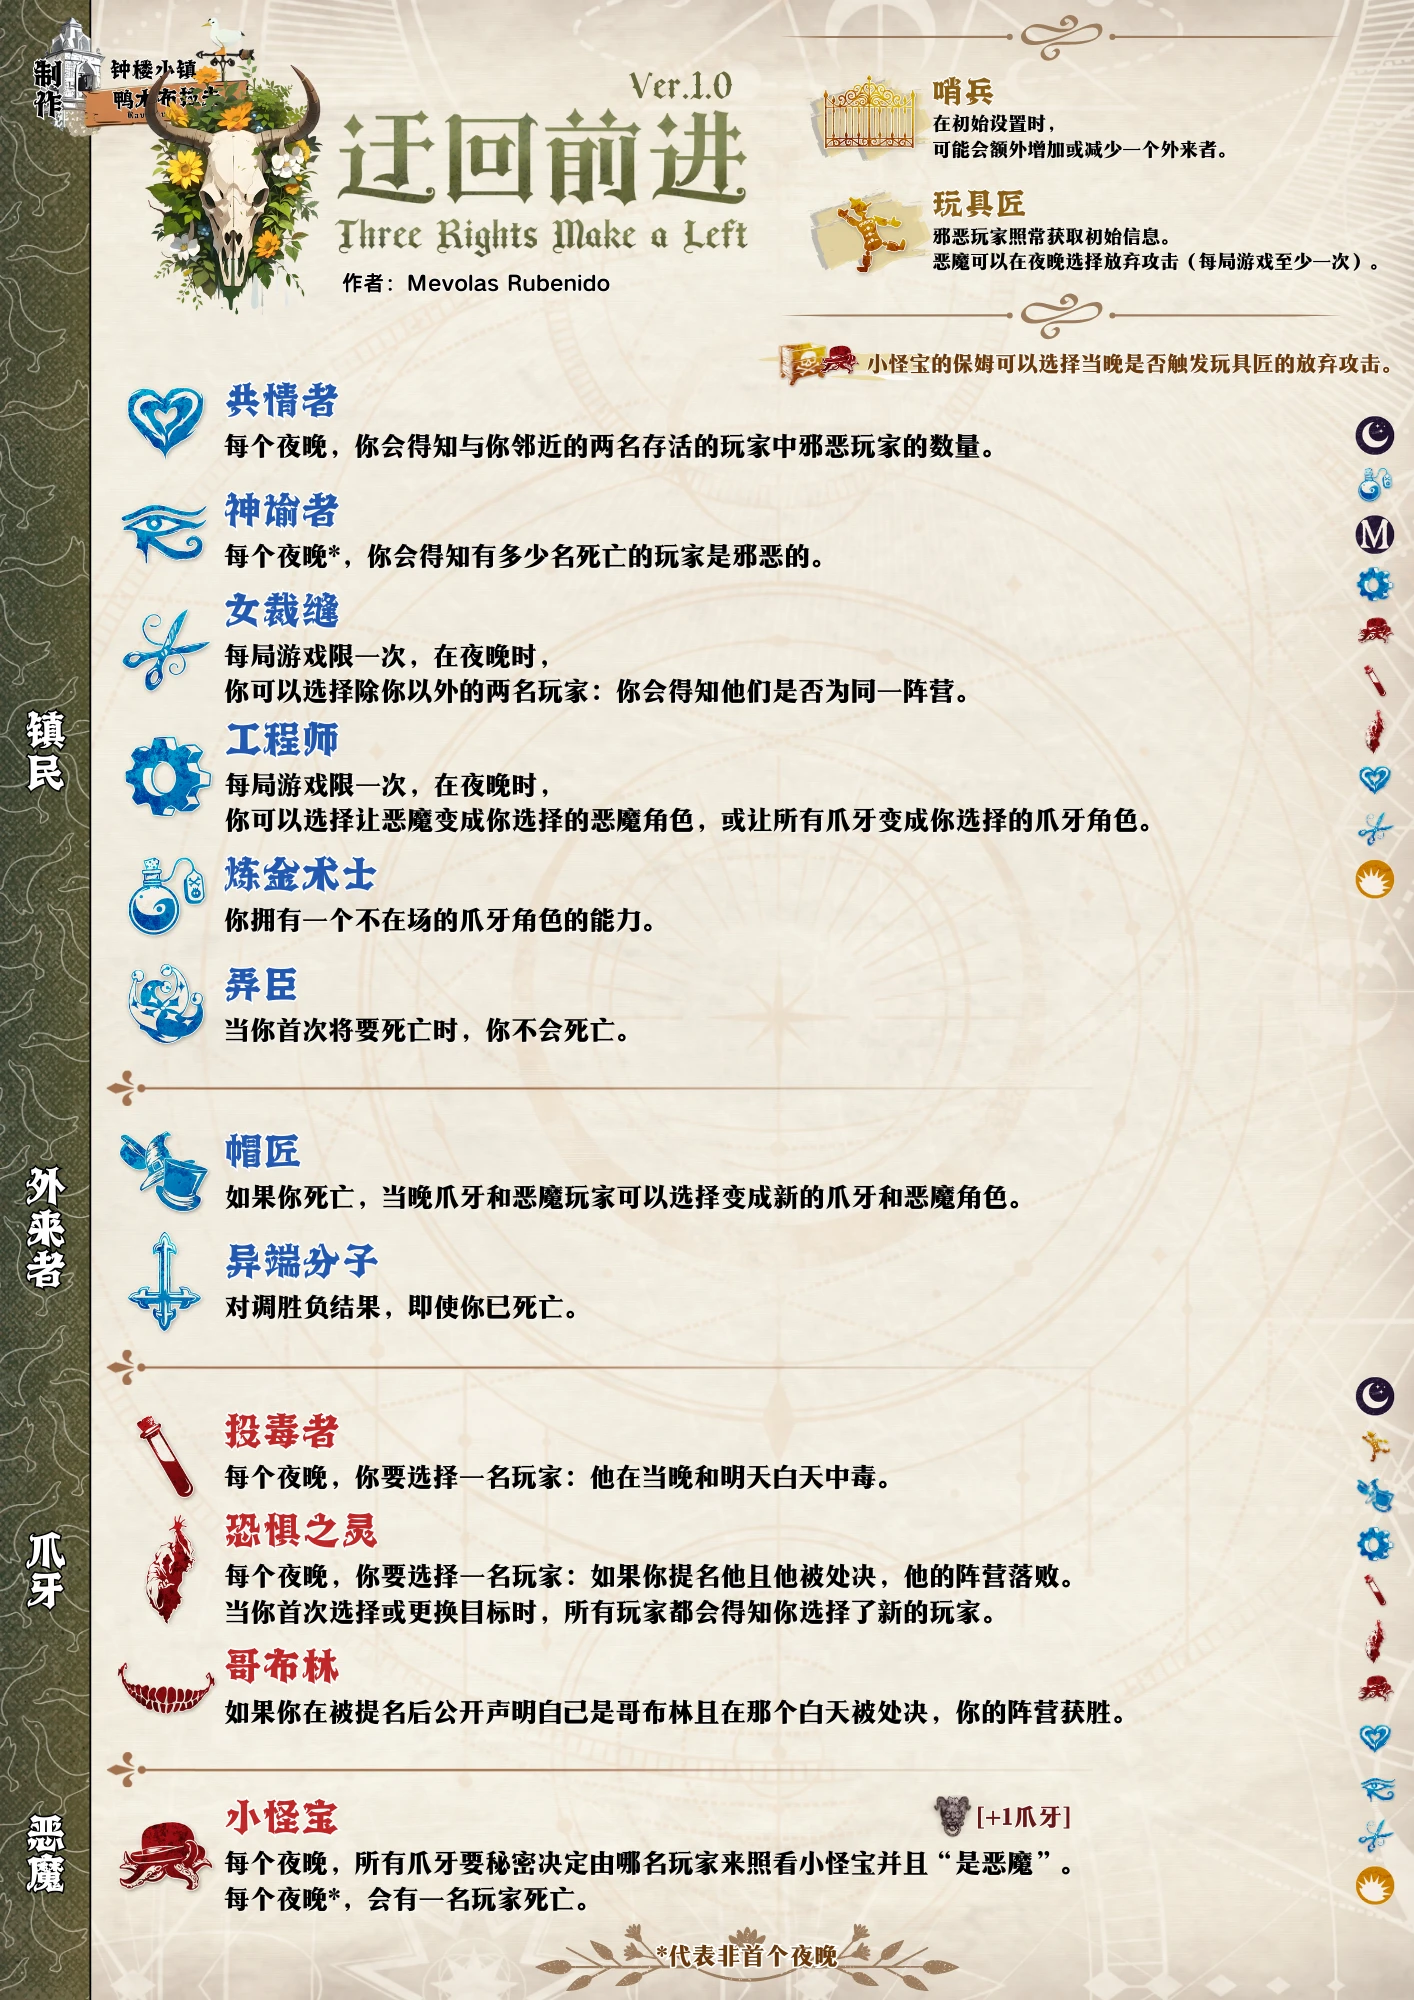 制作
钟楼小镇
Ver.1.0
迂回前进
Three Rights Make a Left
作者：Mevolas Rubenido
哨兵
在初始设置时，
可能会额外增加或减少一个外来者。
玩具匠
邪恶玩家照常获取初始信息。
恶魔可以在夜晚选择放弃攻击（每局游戏至少一次）。
小怪宝的保姆可以选择当晚是否触发玩具匠的放弃攻击。
镇民
共情者
每个夜晚，你会得知与你邻近的两名存活的玩家中邪恶玩家的数量。
神谕者
每个夜晚*，你会得知有多少名死亡的玩家是邪恶的。
女裁缝
每局游戏限一次，在夜晚时，
你可以选择除你以外的两名玩家：你会得知他们是否为同一阵营。
工程师
每局游戏限一次，在夜晚时，
你可以选择让恶魔变成你选择的恶魔角色，或让所有爪牙变成你选择的爪牙角色。
炼金术士
你拥有一个不在场的爪牙角色的能力。
弄臣
当你首次将要死亡时，你不会死亡。
M
外来者
帽匠
如果你死亡，当晚爪牙和恶魔玩家可以选择变成新的爪牙和恶魔角色。
异端分子
对调胜负结果，即使你已死亡。
爪牙
投毒者
每个夜晚，你要选择一名玩家：他在当晚和明天白天中毒。
恐惧之灵
每个夜晚，你要选择一名玩家：如果你提名他且他被处决，他的阵营落败。
当你首次选择或更换目标时，所有玩家都会得知你选择了新的玩家。
哥布林
如果你在被提名后公开声明自己是哥布林且在那个白天被处决，你的阵营获胜。
恶魔
小怪宝
[+1爪牙]
每个夜晚，所有爪牙要秘密决定由哪名玩家来照看小怪宝并且“是恶魔”。
每个夜晚*，会有一名玩家死亡。
*代表非首个夜晚